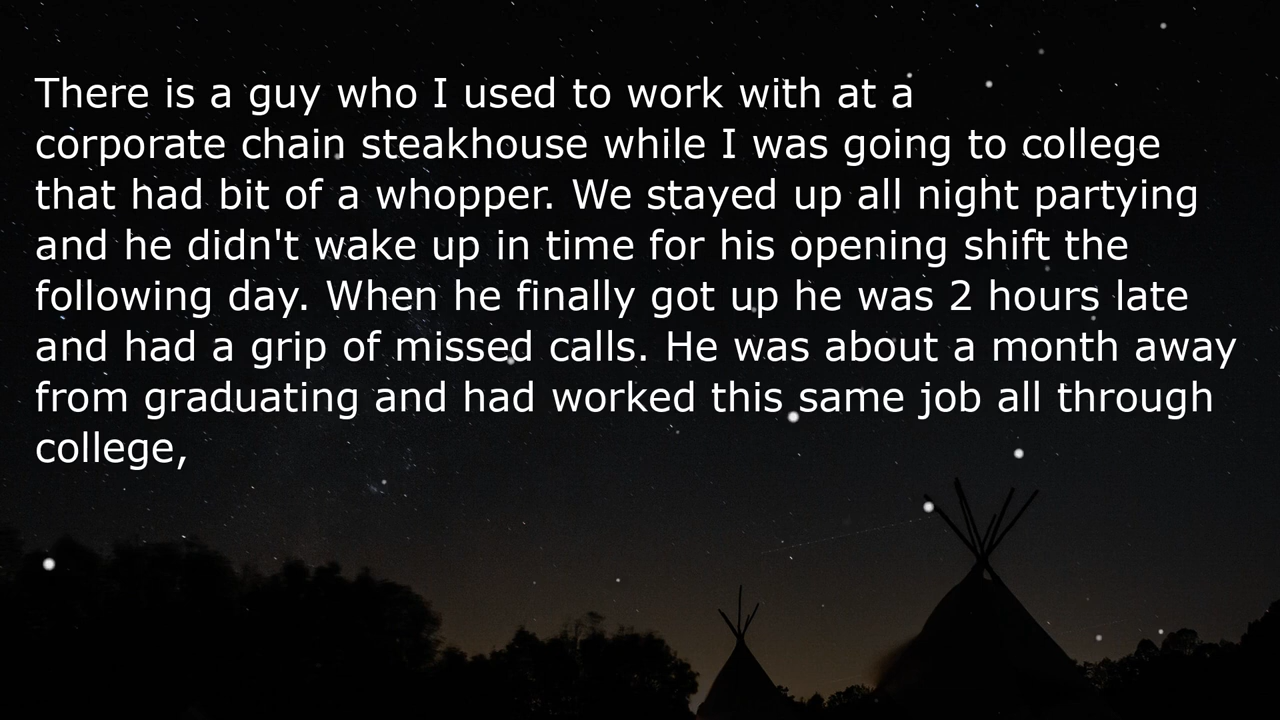 There is a guy who I used to work with at a
corporate chain steakhouse while I was going to college
that had bit of a whopper. We stayed up all night partying
and he didn't wake up in time for his opening shift the
following day. When he finally got up he was 2 hours late
and had a grip of missed calls. He was about a month away
from graduating and had worked this same job all through
college,